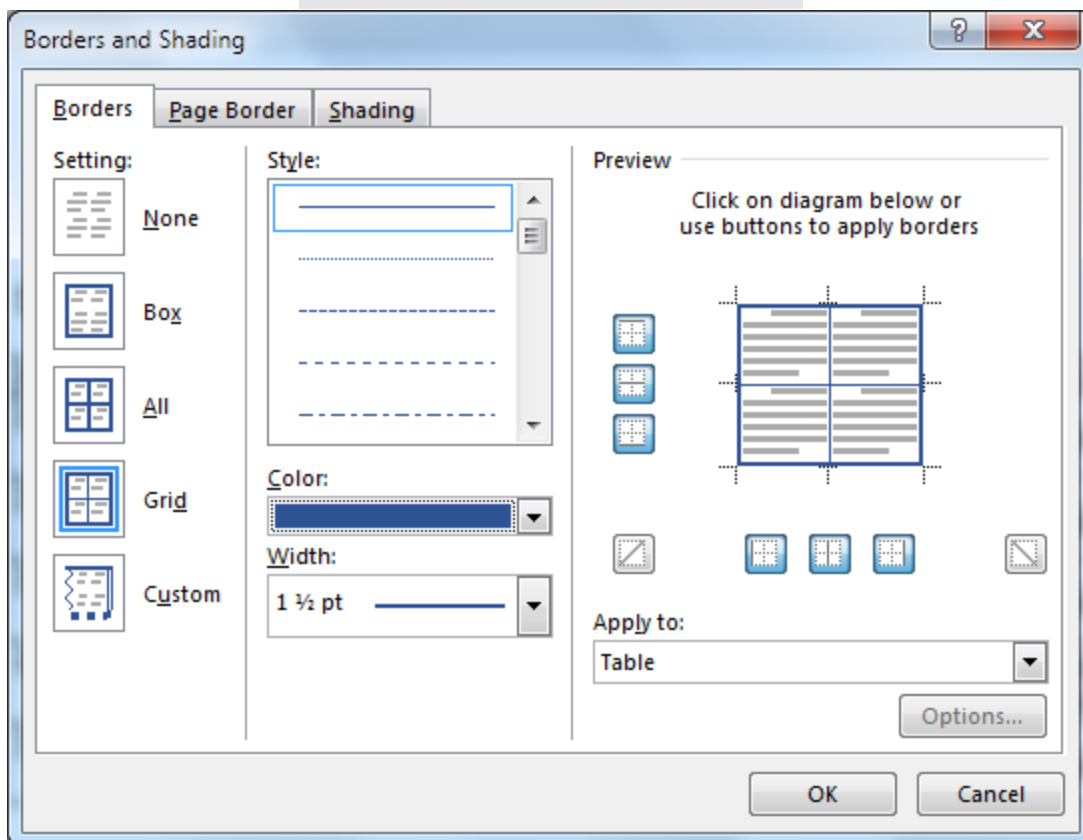 Borders and Shading
Borders
Page Border
Shading
Setting:
None
Box
All
Grid
Custom
Style:
Color:
Width:
1 ½ pt
Preview
Click on diagram below or
use buttons to apply borders
Apply to:
Table
Options...
OK
Cancel